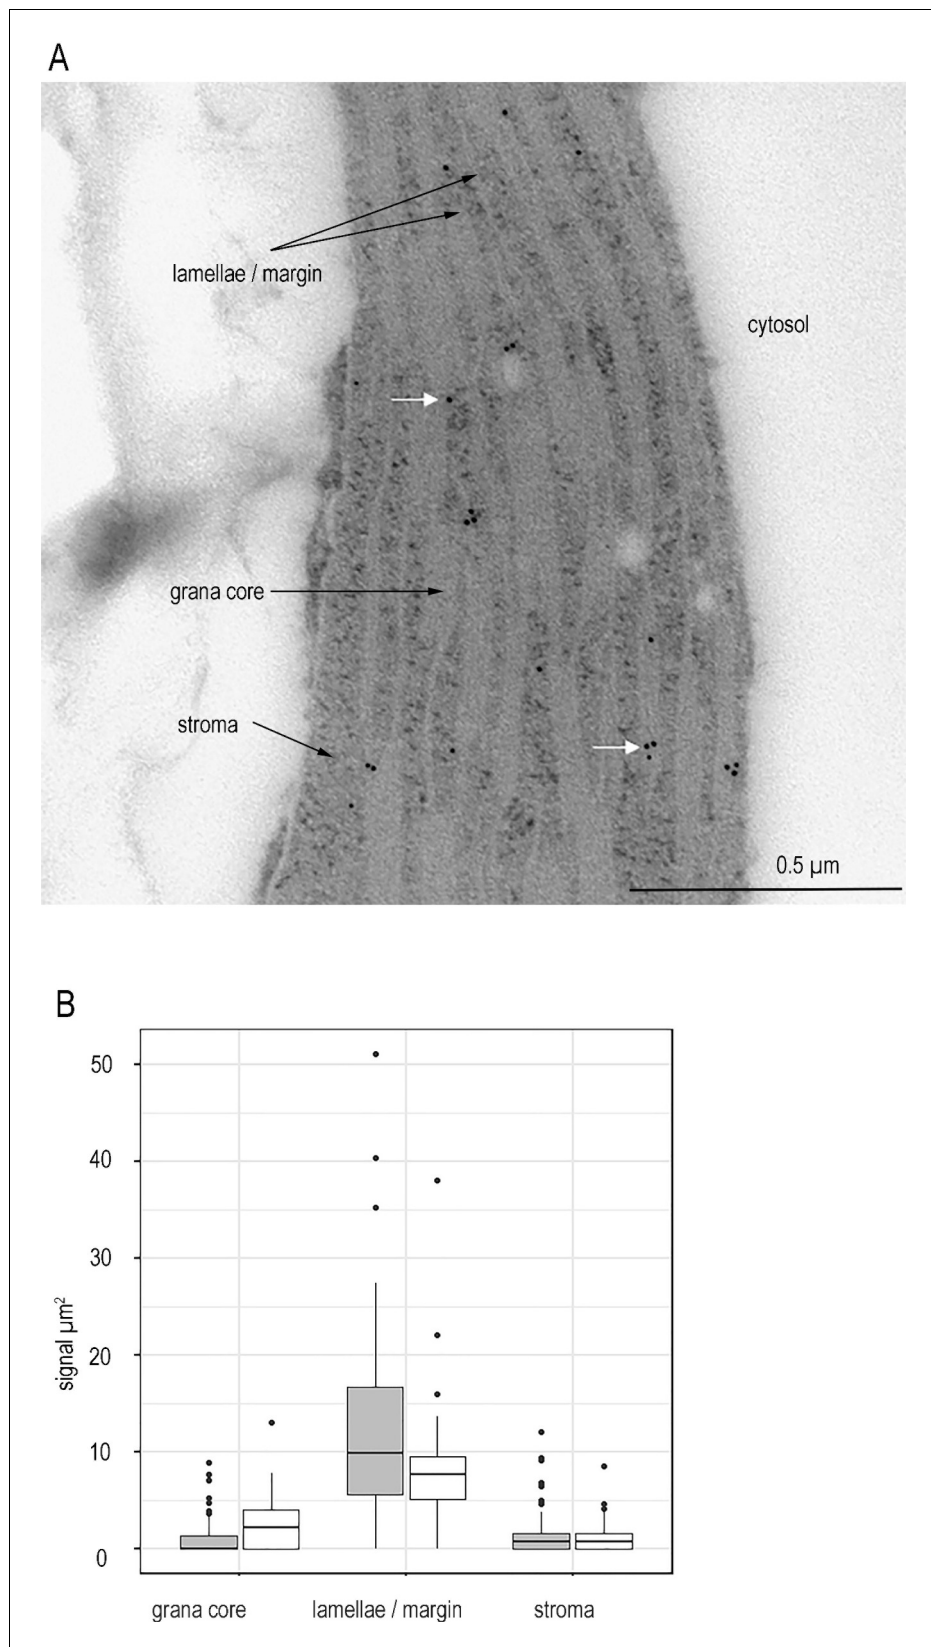 A
lamellae / margin
cytosol
grana core
stroma
0.5 µm
B
50
40
30
20
10
0
signal µm²
grana core
lamellae / margin
stroma